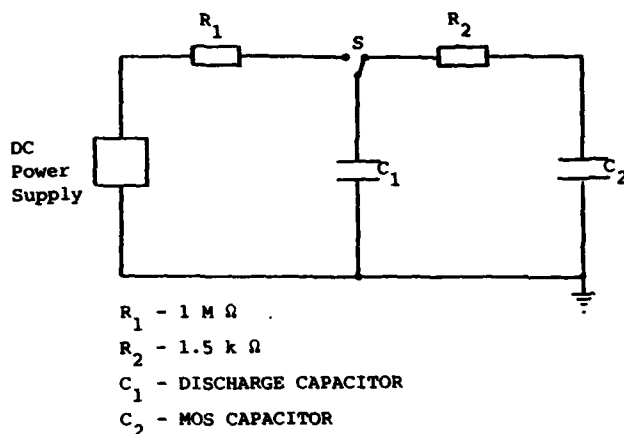 R1
S
R2
DC
Power
Supply
C1
C2
R1 - 1 M Ω
R2 - 1.5 k Ω
C1 - DISCHARGE CAPACITOR
C2 - MOS CAPACITOR